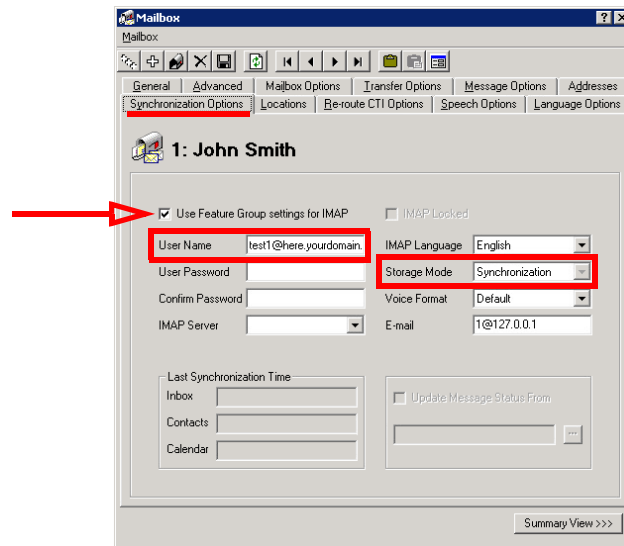 Mailbox
Mailbox
General Advanced Mailbox Options Transfer Options Message Options Addresses
Synchronization Options Locations Re-route CTI Options Speech Options Language Options
1: John Smith
Use Feature Group settings for IMAP IMAP Locked
User Name test1@here.yourdomain. IMAP Language English
User Password Storage Mode Synchronization
Confirm Password Voice Format Default
IMAP Server E-mail 1@127.0.0.1
Last Synchronization Time
Inbox Update Message Status From
Contacts ...
Calendar
Summary View >>>